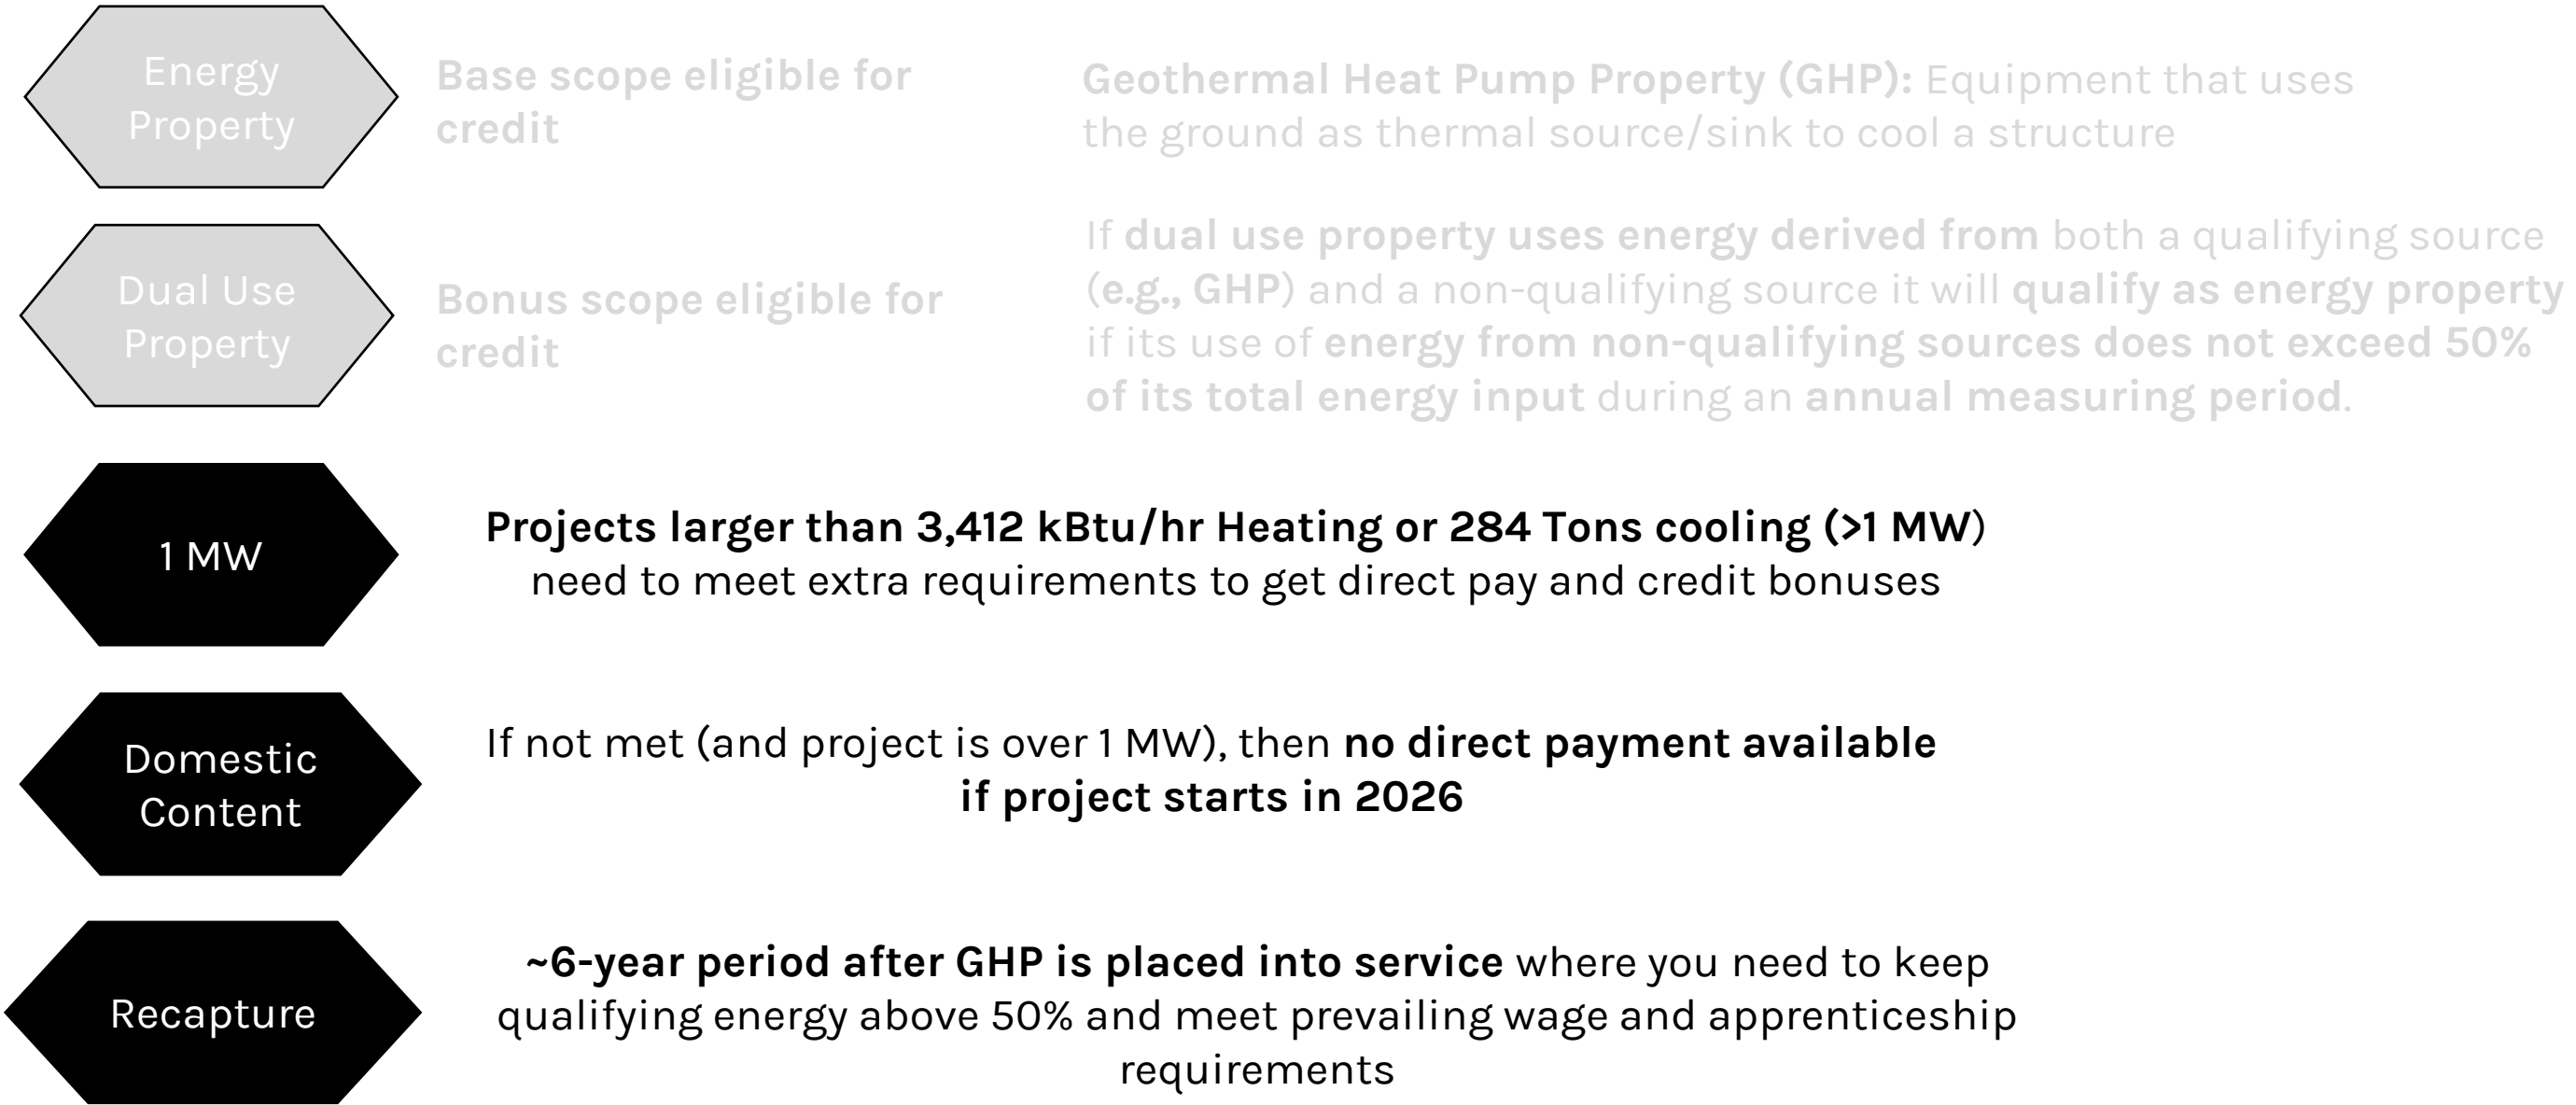 Energy
Property
Base scope eligible for
credit
Geothermal Heat Pump Property (GHP): Equipment that uses
the ground as thermal source/sink to cool a structure
Dual Use
Property
Bonus scope eligible for
credit
If dual use property uses energy derived from both a qualifying source
(e.g., GHP) and a non-qualifying source it will qualify as energy property
if its use of energy from non-qualifying sources does not exceed 50%
of its total energy input during an annual measuring period.
1 MW
Projects larger than 3,412 kBtu/hr Heating or 284 Tons cooling (>1 MW)
need to meet extra requirements to get direct pay and credit bonuses
Domestic
Content
If not met (and project is over 1 MW), then no direct payment available
if project starts in 2026
Recapture
~6-year period after GHP is placed into service where you need to keep
qualifying energy above 50% and meet prevailing wage and apprenticeship
requirements